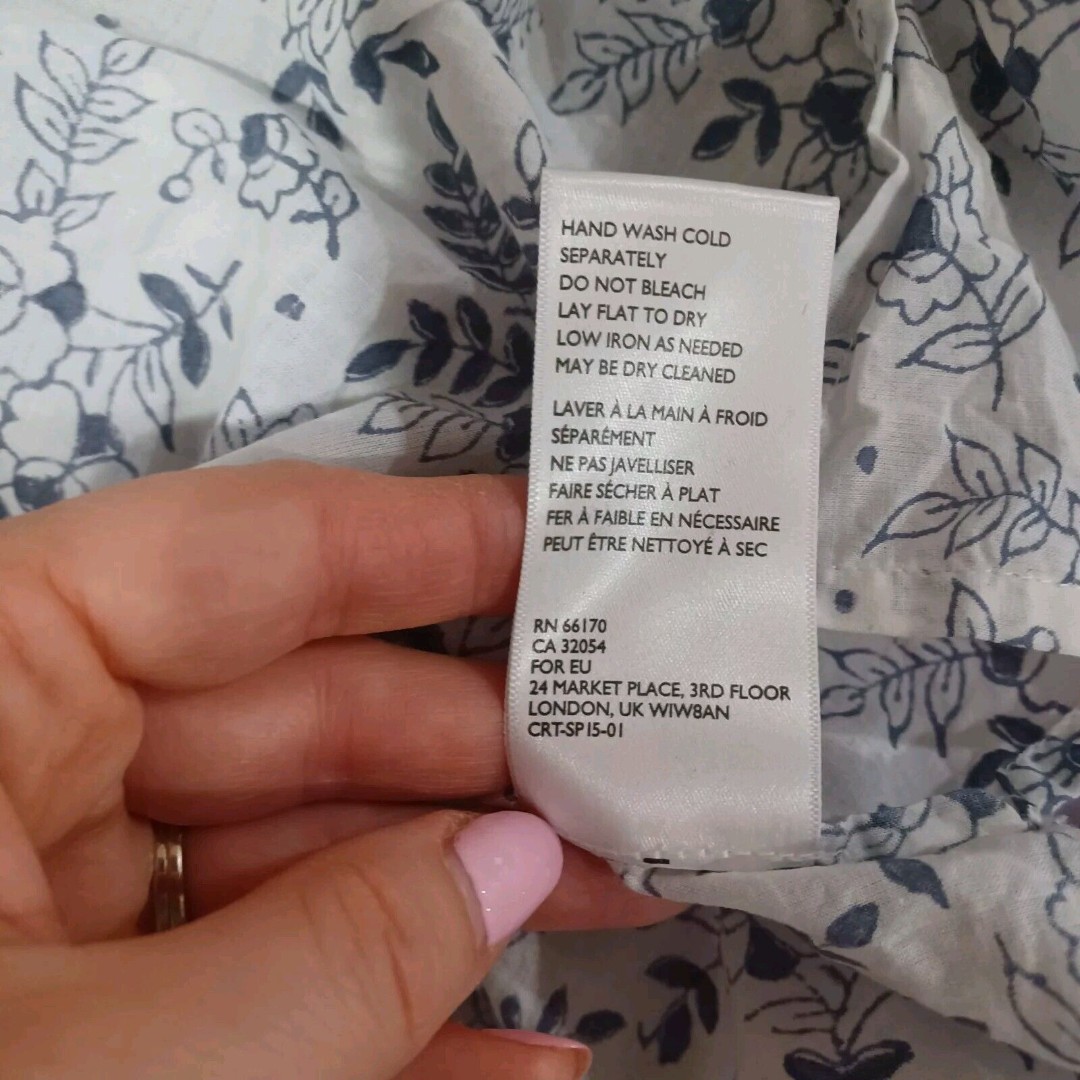 HAND WASH COLD
SEPARATELY
DO NOT BLEACH
LAY FLAT TO DRY
LOW IRON AS NEEDED
MAY BE DRY CLEANED
LAVER À LA MAIN À FROID
SÉPARÉMENT
NE PAS JAVELLISER
FAIRE SÉCHER À PLAT
FER À FAIBLE EN NÉCESSAIRE
PEUT ÊTRE NETTOYÉ À SEC
RN 66170
CA 32054
FOR EU
24 MARKET PLACE, 3RD FLOOR
LONDON, UK W1W8AN
CRT-SP15-01